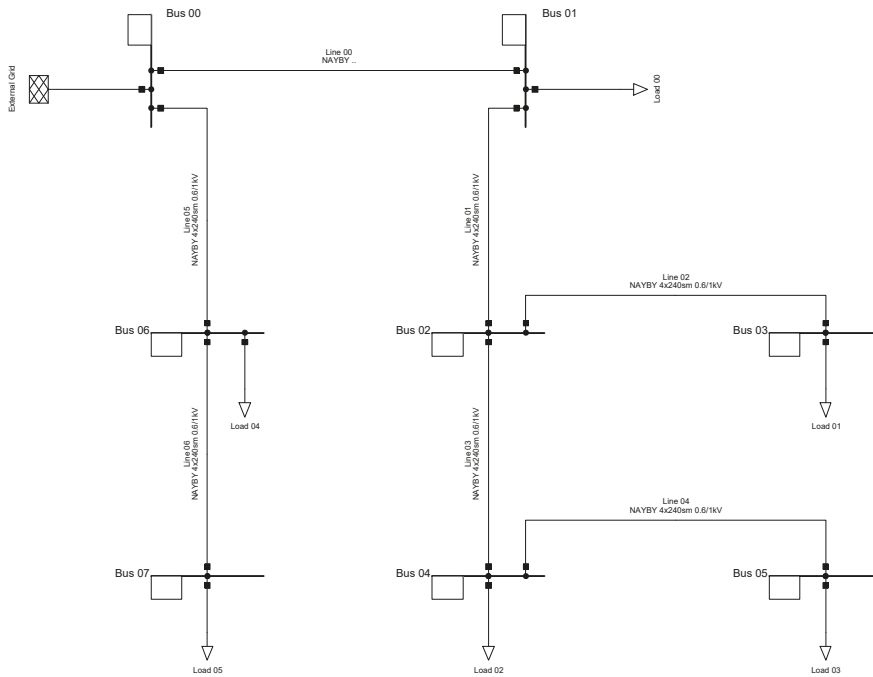 Bus 00
Bus 01
Line 00
NAYBY ..
External Grid
Load 00
Line 05
NAYBY 4x240sm 0.6/1kV
Line 01
NAYBY 4x240sm 0.6/1kV
Line 02
NAYBY 4x240sm 0.6/1kV
Bus 06
Bus 02
Bus 03
Load 04
Load 01
Line 06
NAYBY 4x240sm 0.6/1kV
Line 03
NAYBY 4x240sm 0.6/1kV
Line 04
NAYBY 4x240sm 0.6/1kV
Bus 07
Bus 04
Bus 05
Load 05
Load 02
Load 03